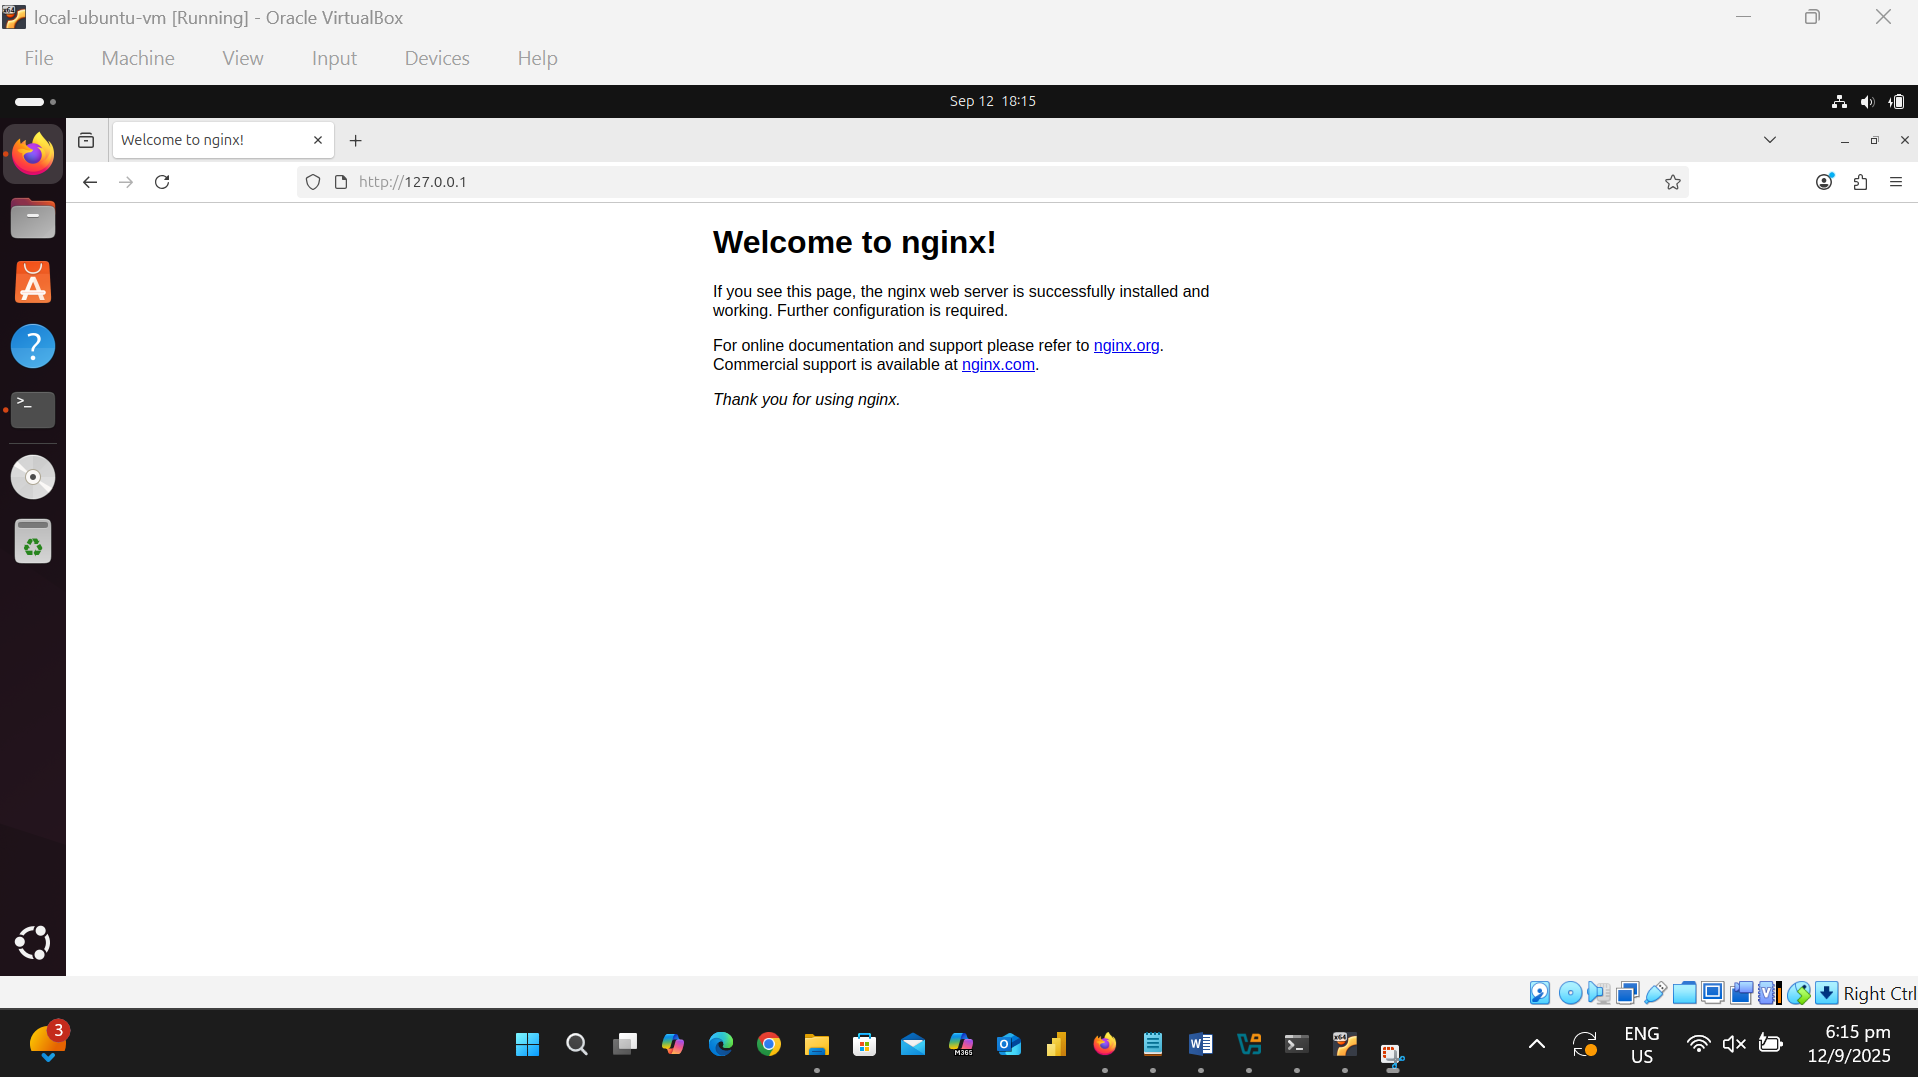 local-ubuntu-vm [Running] - Oracle VirtualBox
File Machine View Input Devices Help
Sep 12 18:15
Welcome to nginx!
http://127.0.0.1
Welcome to nginx!
If you see this page, the nginx web server is successfully installed and
working. Further configuration is required.
For online documentation and support please refer to nginx.org.
Commercial support is available at nginx.com.
Thank you for using nginx.
Right Ctrl
3
M365
ENG
US
6:15 pm
12/9/2025